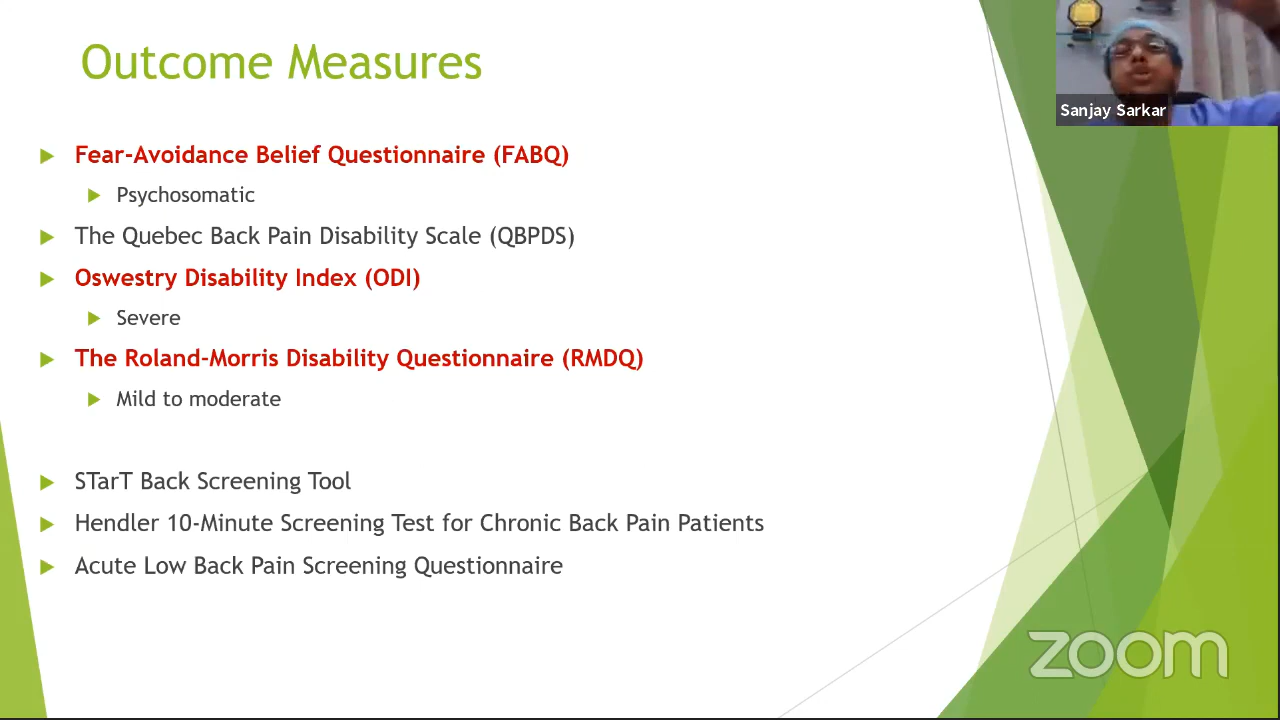 Outcome Measures
Sanjay Sarkar
Fear-Avoidance Belief Questionnaire (FABQ)
Psychosomatic
The Quebec Back Pain Disability Scale (QBPDS)
Oswestry Disability Index (ODI)
Severe
The Roland-Morris Disability Questionnaire (RMDQ)
Mild to moderate
STarT Back Screening Tool
Hendler 10-Minute Screening Test for Chronic Back Pain Patients
Acute Low Back Pain Screening Questionnaire
zoom